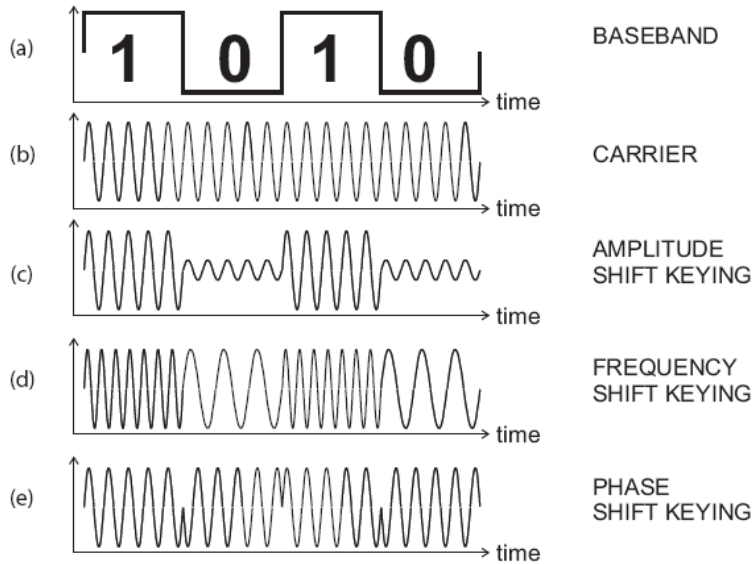 (a) 1 0 1 0 BASEBAND
time
(b) CARRIER
time
(c) AMPLITUDE
SHIFT KEYING
time
(d) FREQUENCY
SHIFT KEYING
time
(e) PHASE
SHIFT KEYING
time